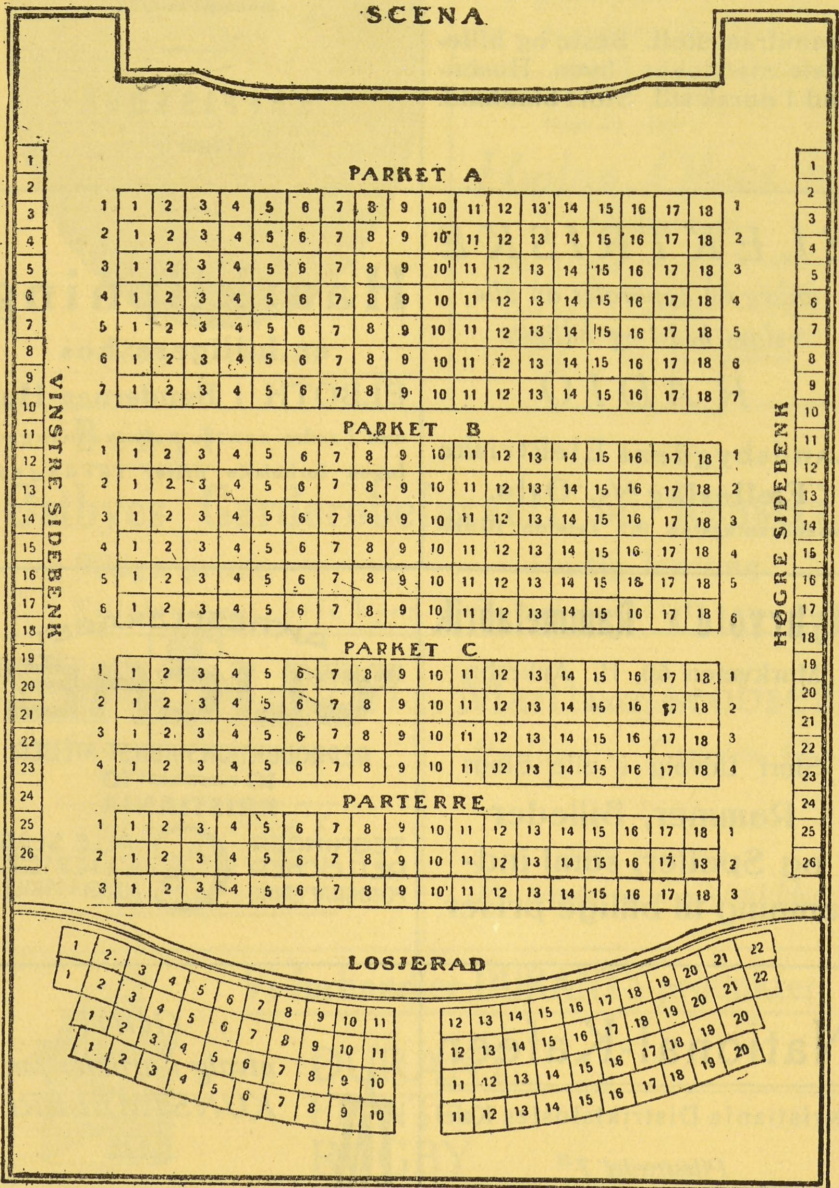 SCENA
PARKET A
1 1 2 3 4 5 6 7 8 9 10 11 12 13 14 15 16 17 18 1
2 1 2 3 4 5 6 7 8 9 10 11 12 13 14 15 16 17 18 2
3 1 2 3 4 5 6 7 8 9 10 11 12 13 14 15 16 17 18 3
4 1 2 3 4 5 6 7 8 9 10 11 12 13 14 15 16 17 18 4
5 1 2 3 4 5 6 7 8 9 10 11 12 13 14 15 16 17 18 5
6 1 2 3 4 5 6 7 8 9 10 11 12 13 14 15 16 17 18 6
7 1 2 3 4 5 6 7 8 9 10 11 12 13 14 15 16 17 18 7
PARKET B
1 1 2 3 4 5 6 7 8 9 10 11 12 13 14 15 16 17 18 1
2 1 2 3 4 5 6 7 8 9 10 11 12 13 14 15 16 17 18 2
3 1 2 3 4 5 6 7 8 9 10 11 12 13 14 15 16 17 18 3
4 1 2 3 4 5 6 7 8 9 10 11 12 13 14 15 16 17 18 4
5 1 2 3 4 5 6 7 8 9 10 11 12 13 14 15 16 17 18 5
6 1 2 3 4 5 6 7 8 9 10 11 12 13 14 15 16 17 18 6
PARKET C
1 1 2 3 4 5 6 7 8 9 10 11 12 13 14 15 16 17 18 1
2 1 2 3 4 5 6 7 8 9 10 11 12 13 14 15 16 17 18 2
3 1 2 3 4 5 6 7 8 9 10 11 12 13 14 15 16 17 18 3
4 1 2 3 4 5 6 7 8 9 10 11 12 13 14 15 16 17 18 4
PARTERRE
1 1 2 3 4 5 6 7 8 9 10 11 12 13 14 15 16 17 18 1
2 1 2 3 4 5 6 7 8 9 10 11 12 13 14 15 16 17 18 2
3 1 2 3 4 5 6 7 8 9 10 11 12 13 14 15 16 17 18 3
VINSTRE SIDEBENK
1 2 3 4 5 6 7 8 9 10 11 12 13 14 15 16 17 18 19 20 21 22 23 24 25 26
HØGRE SIDEBENK
1 2 3 4 5 6 7 8 9 10 11 12 13 14 15 16 17 18 19 20 21 22 23 24 25 26
LOSJERAD
1 2 3 4 5 6 7 8 9 10 11 12 13 14 15 16 17 18 19 20 21 22
1 2 3 4 5 6 7 8 9 10 11 12 13 14 15 16 17 18 19 20 21 22
1 2 3 4 5 6 7 8 9 10 11 12 13 14 15 16 17 18 19 20
1 2 3 4 5 6 7 8 9 10 11 12 13 14 15 16 17 18 19 20